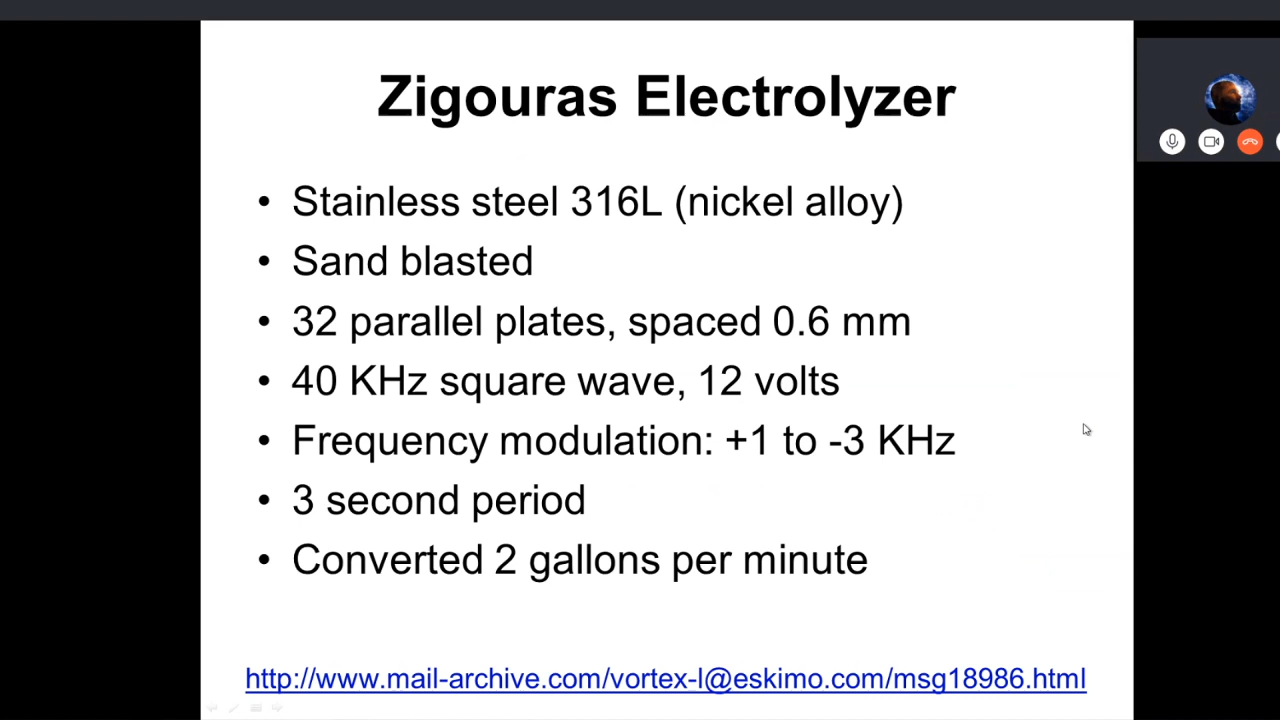 Zigouras Electrolyzer
• Stainless steel 316L (nickel alloy)
• Sand blasted
• 32 parallel plates, spaced 0.6 mm
• 40 KHz square wave, 12 volts
• Frequency modulation: +1 to -3 KHz
• 3 second period
• Converted 2 gallons per minute
http://www.mail-archive.com/vortex-l@eskimo.com/msg18986.html